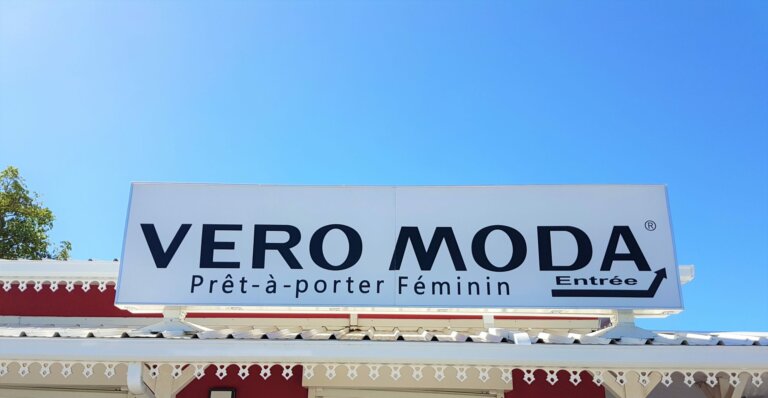 VERO MODA®
Prêt-à-porter Féminin
Entrée